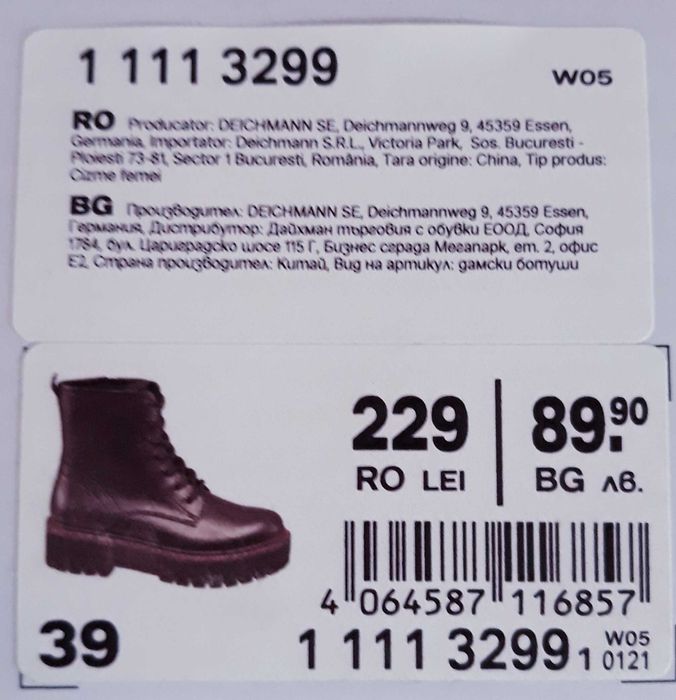 1 111 3299
W05
RO Producator: DEICHMANN SE, Deichmannweg 9, 45359 Essen,
Germania, Importator: Deichmann S.R.L., Victoria Park, Sos. Bucuresti -
Ploiesti 73-81, Sector 1 Bucuresti, România, Tara origine: China, Tip produs:
Cizme femei
BG Производител: DEICHMANN SE, Deichmannweg 9, 45359 Essen,
Германия, Дистрибутор: Дайхман търговия с обувки ЕООД, София
1784, бул. Цариградско шосе 115 Г, Бизнес сграда Мегапарк, ет. 2, офис
E2, Страна производител: Китай, Вид на артикул: дамски ботуши
229
RO LEI
89.90
BG лв.
4 064587 116857
39
1 111 3299 1
W05
0121